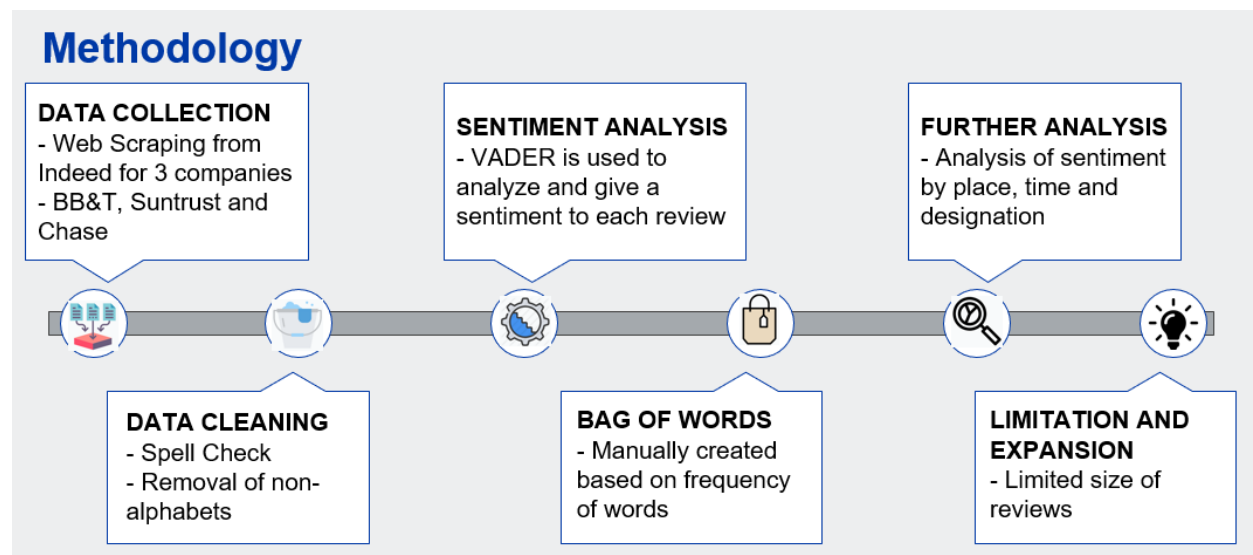 Methodology
DATA COLLECTION
- Web Scraping from
Indeed for 3 companies
- BB&T, Suntrust and
Chase
DATA CLEANING
- Spell Check
- Removal of non-
alphabets
SENTIMENT ANALYSIS
- VADER is used to
analyze and give a
sentiment to each review
BAG OF WORDS
- Manually created
based on frequency
of words
FURTHER ANALYSIS
- Analysis of sentiment
by place, time and
designation
LIMITATION AND
EXPANSION
- Limited size of
reviews